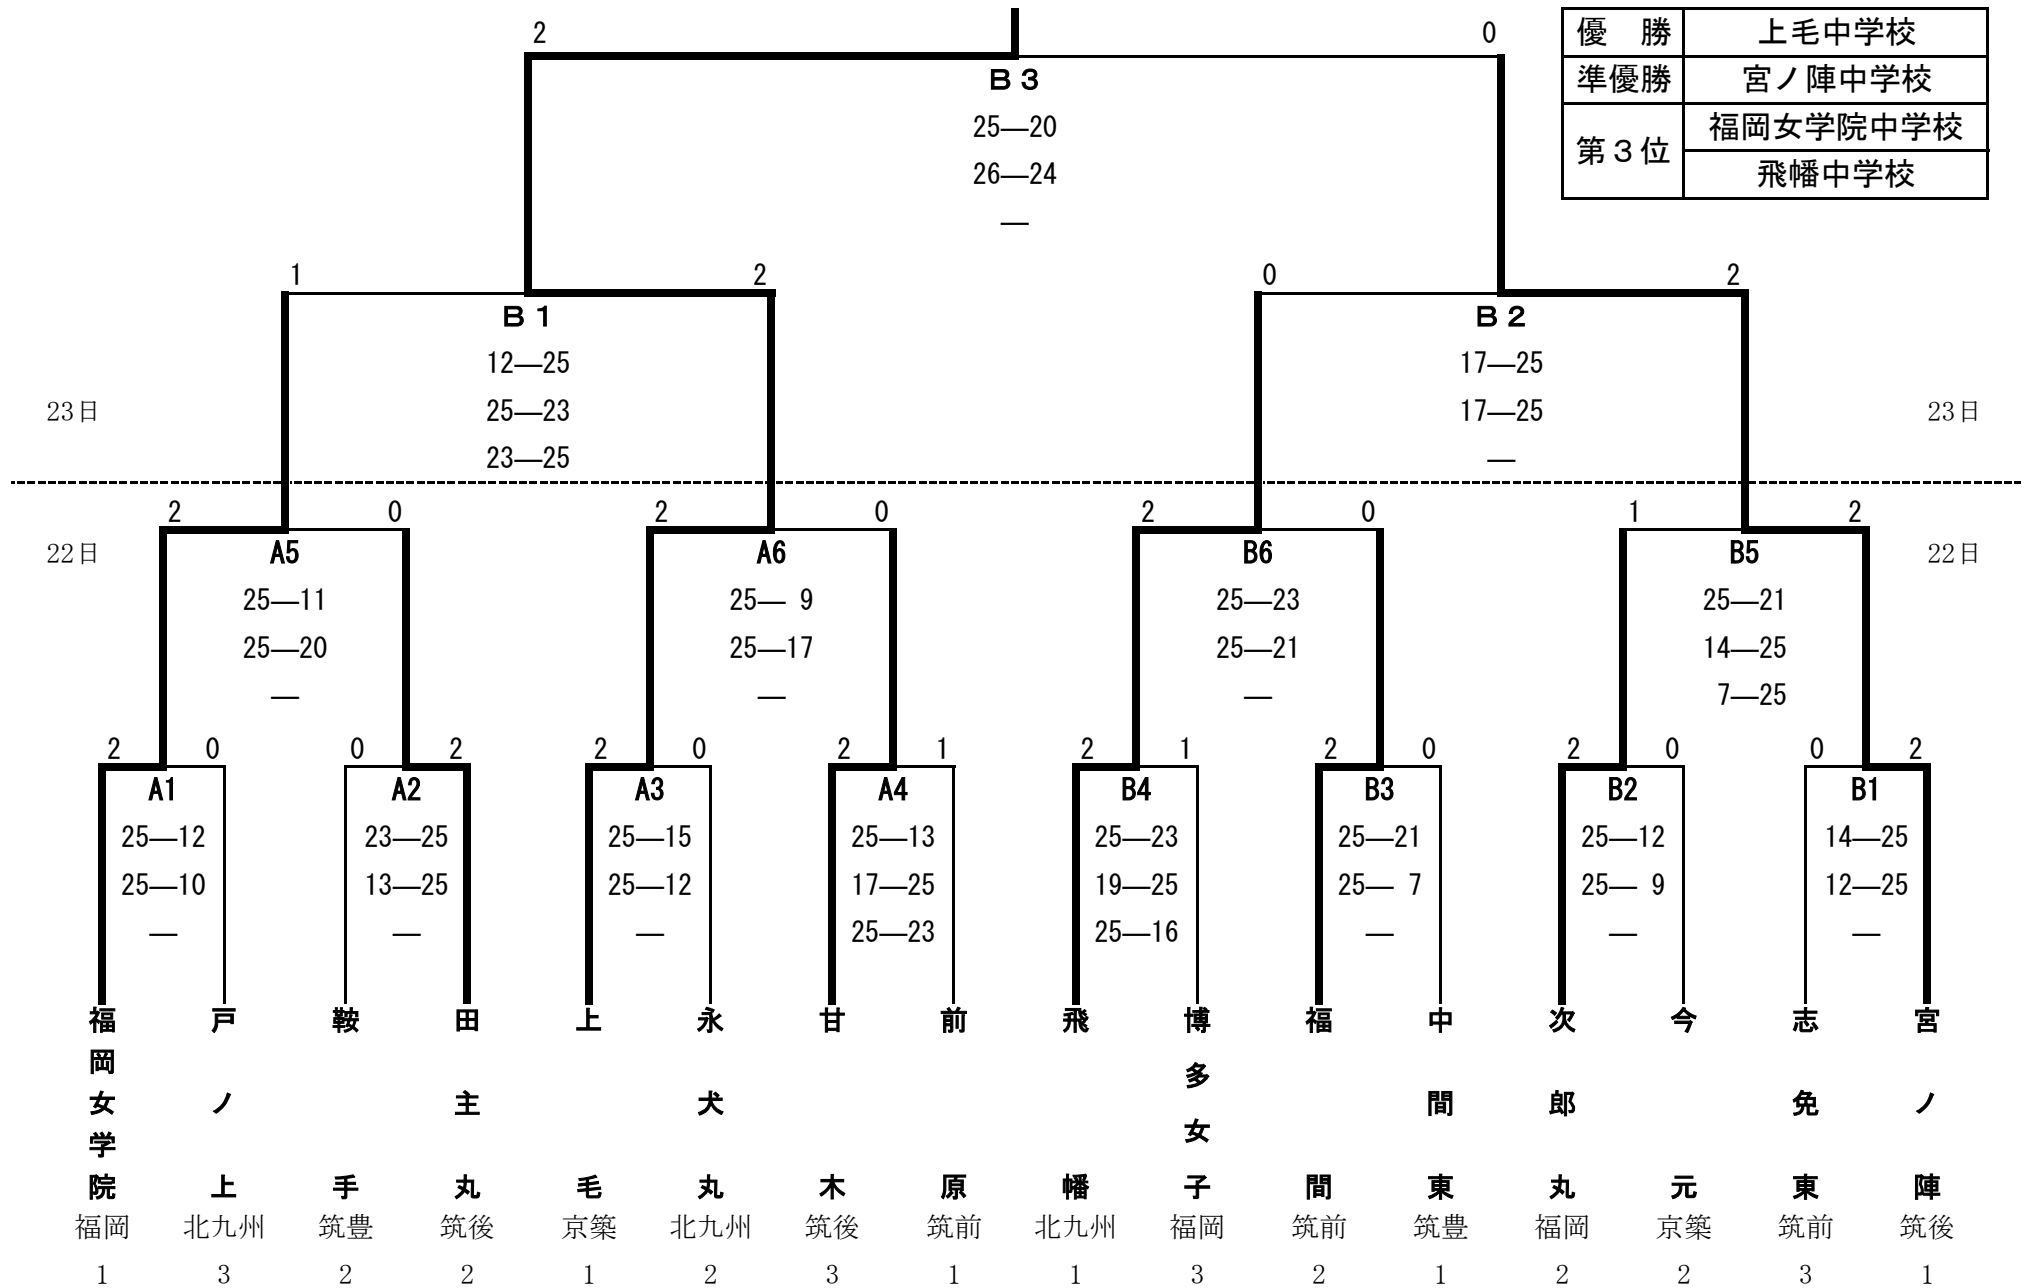 優　勝 上毛中学校
準優勝 宮ノ陣中学校
第３位 福岡女学院中学校
飛幡中学校
2 0
Ｂ３
25―20
26―24
―
1 2 0 2
Ｂ１ Ｂ２
12―25 17―25
23日 25―23 17―25 23日
23―25 ―
2 0 2 0 2 0 1 2
22日 A5 A6 B6 B5 22日
25―11 25― 9 25―23 25―21
25―20 25―17 25―21 14―25
― ― ― 7―25
2 0 0 2 2 0 2 1 2 1 2 0 2 0 0 2
A1 A2 A3 A4 B4 B3 B2 B1
25―12 23―25 25―15 25―13 25―23 25―21 25―12 14―25
25―10 13―25 25―12 17―25 19―25 25― 7 25― 9 12―25
― ― ― 25―23 25―16 ― ― ―
福岡女学院 戸ノ上 鞍手 田主丸 上毛 永犬丸 甘木 前原 飛幡 博多女子 福間 中間東 次郎丸 今元 志免東 宮ノ陣
福岡 北九州 筑豊 筑後 京築 北九州 筑後 筑前 北九州 福岡 筑前 筑豊 福岡 京築 筑前 筑後
1 3 2 2 1 2 3 1 1 3 2 1 2 2 3 1